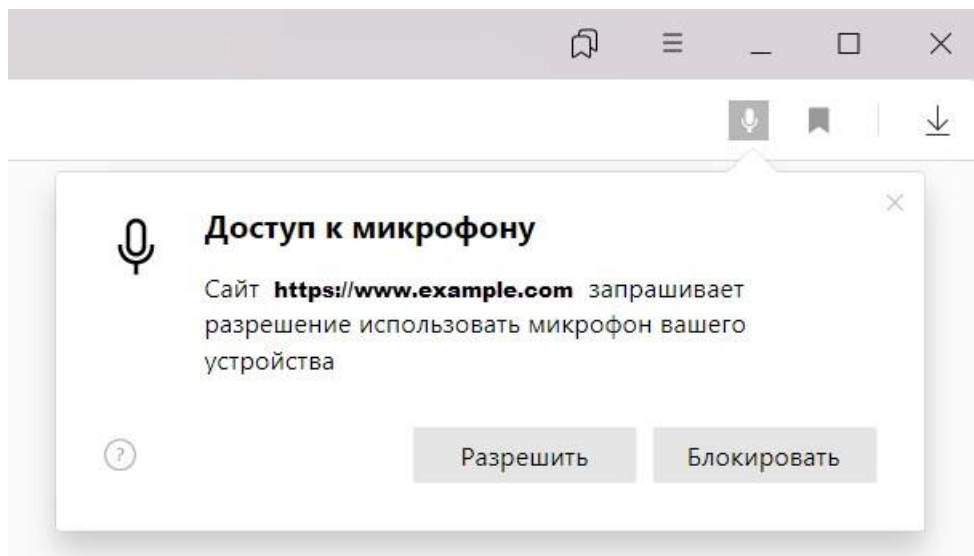 Доступ к микрофону
Сайт https://www.example.com запрашивает
разрешение использовать микрофон вашего
устройства
?
Разрешить
Блокировать